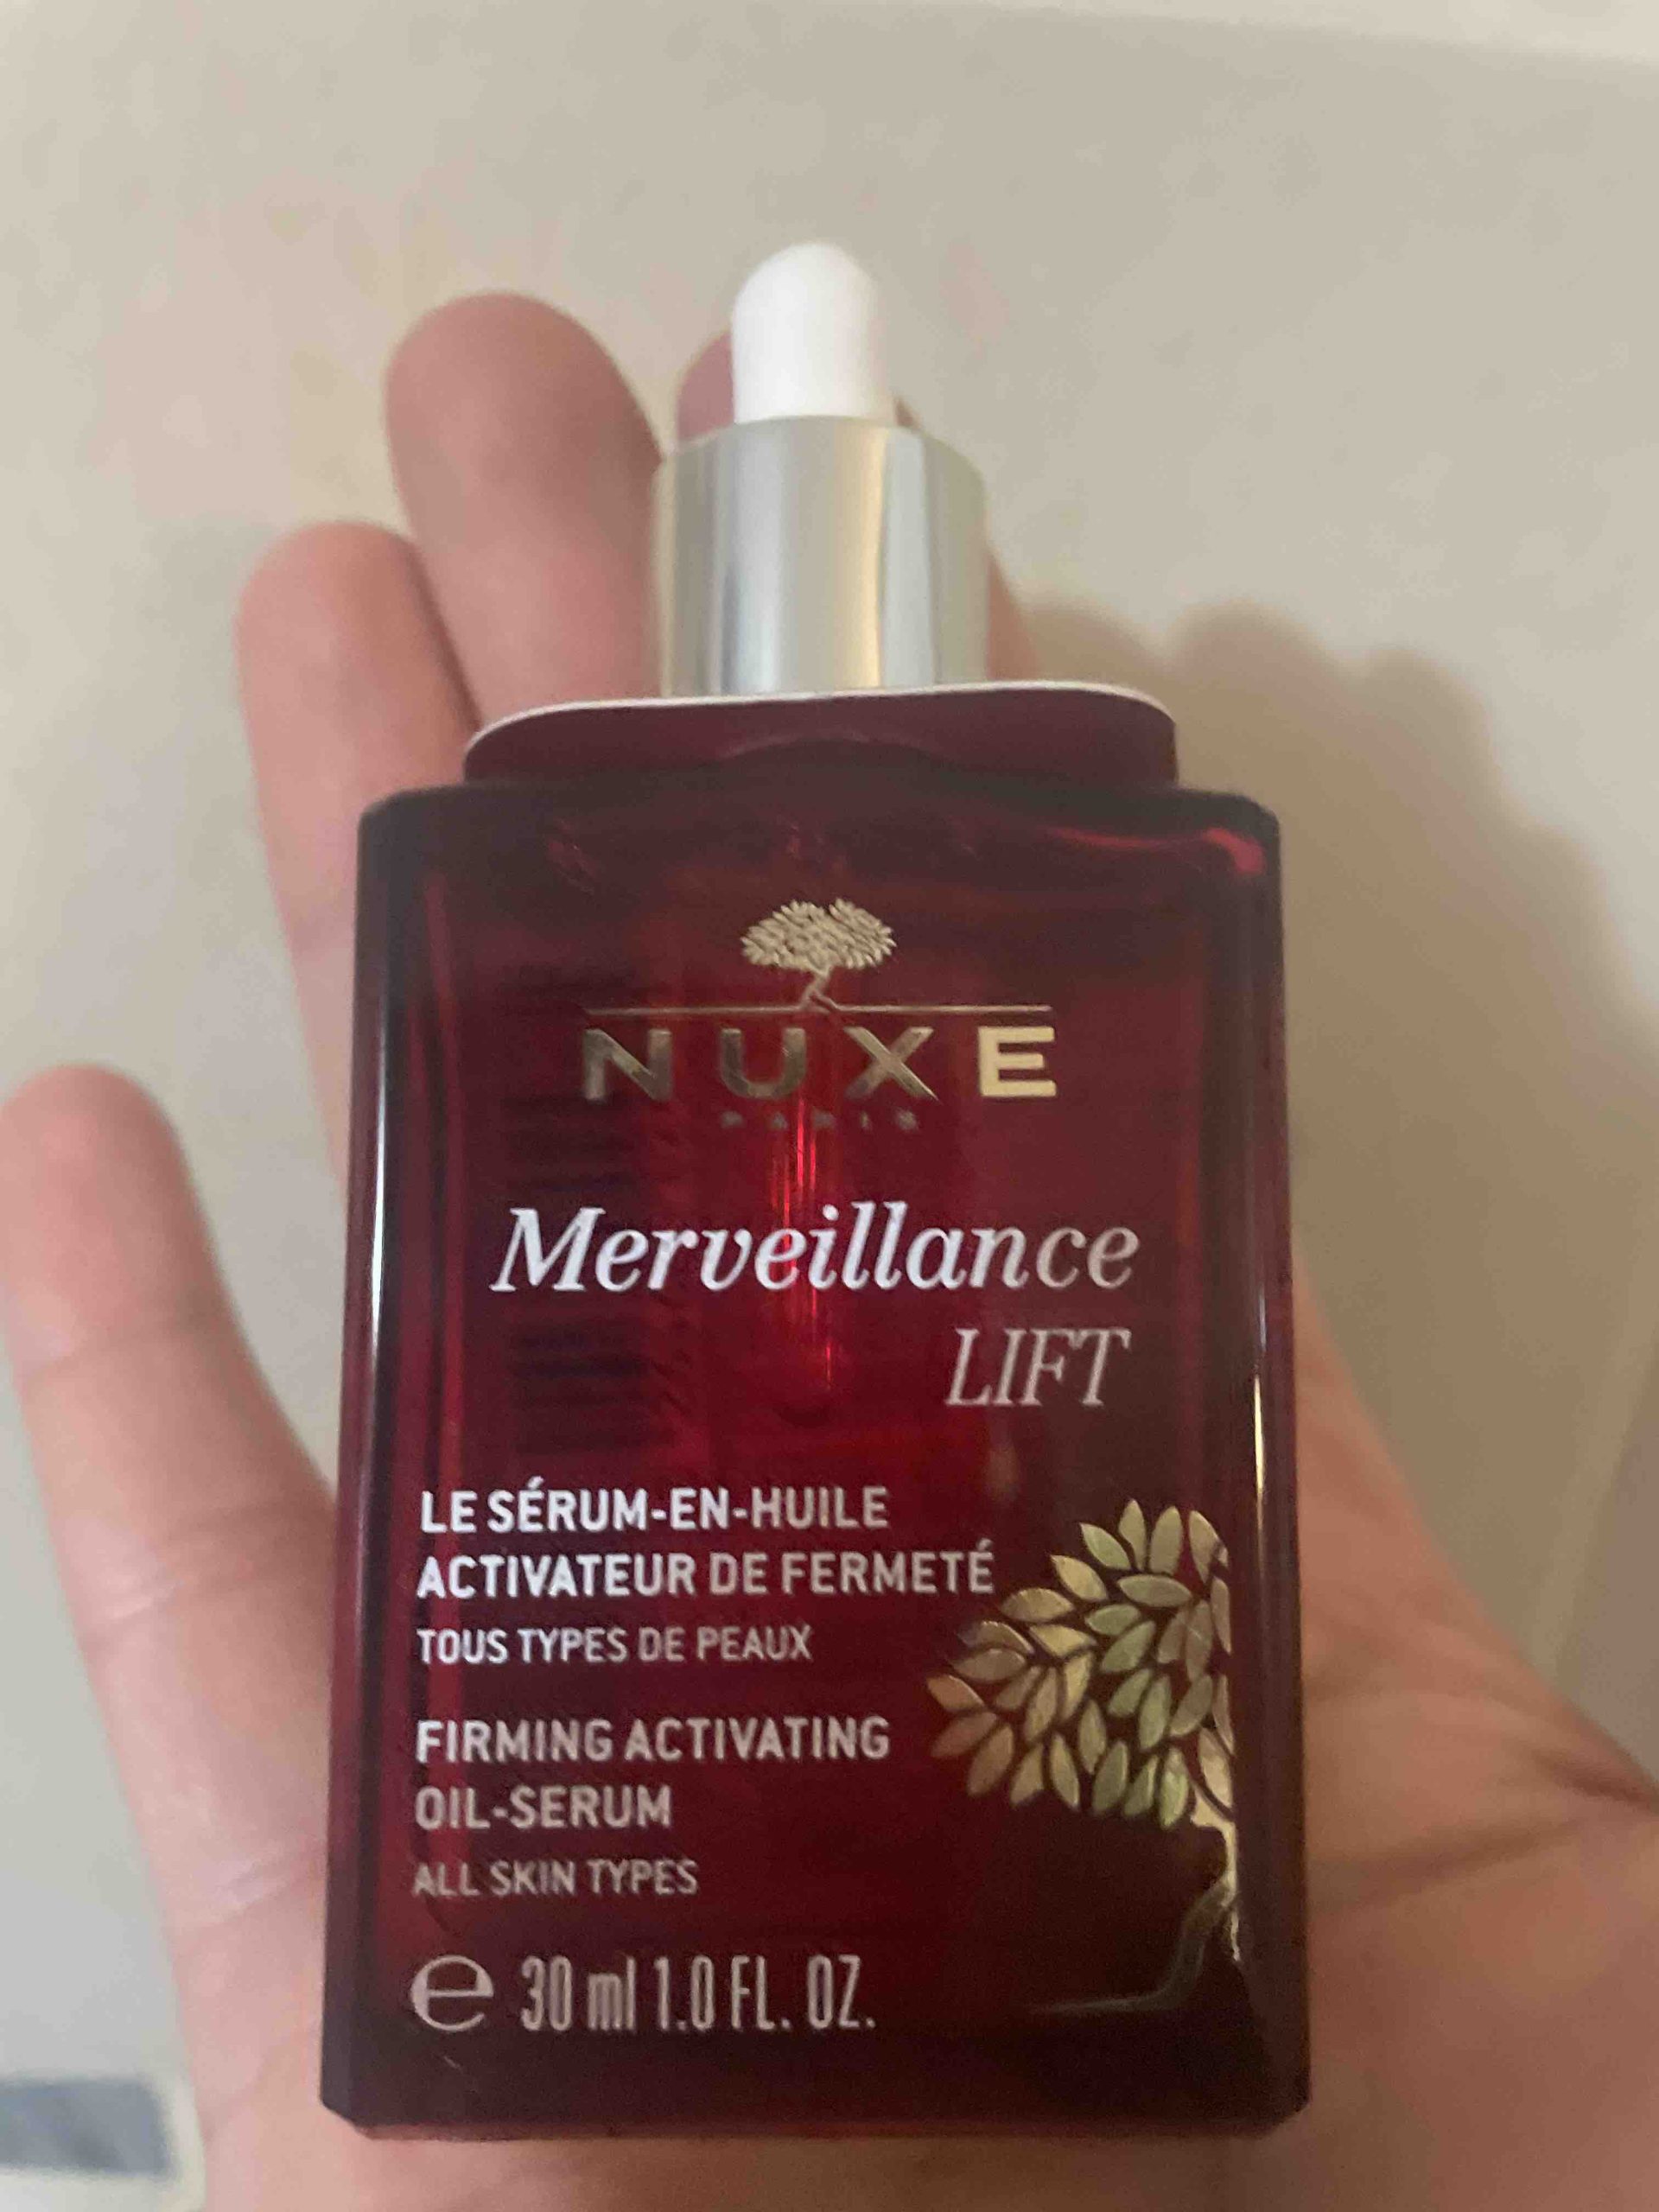 NUXE
PARIS
Merveillance
LIFT
LE SÉRUM-EN-HUILE
ACTIVATEUR DE FERMETÉ
TOUS TYPES DE PEAUX
FIRMING ACTIVATING
OIL-SERUM
ALL SKIN TYPES
℮ 30 ml 1.0 FL. OZ.